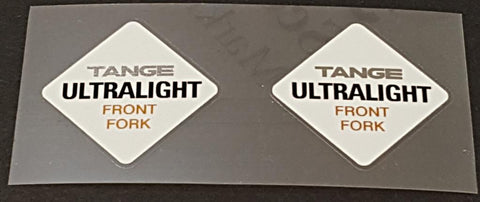 TANGE
ULTRALIGHT
FRONT
FORK
TANGE
ULTRALIGHT
FRONT
FORK